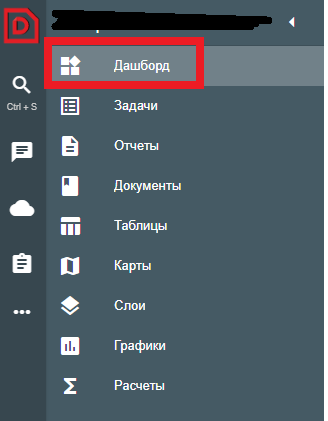 Дашборд
Ctrl + S
Задачи
Отчеты
Документы
Таблицы
Карты
Слои
Графики
Расчеты